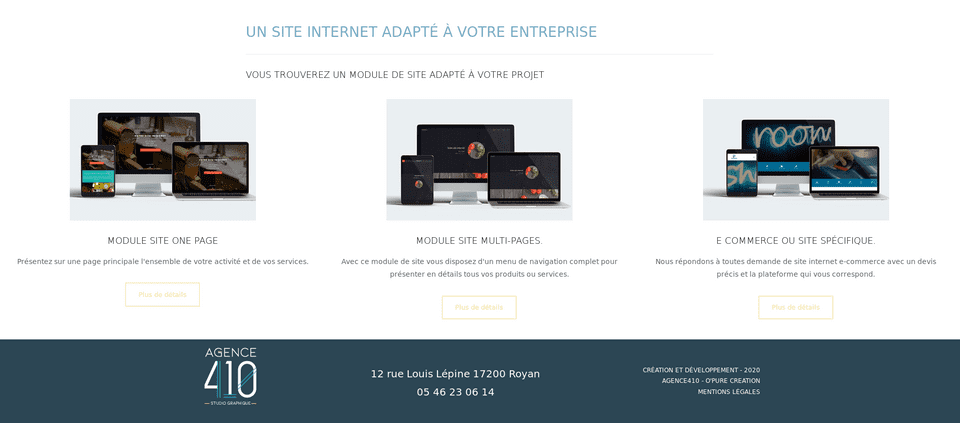 UN SITE INTERNET ADAPTÉ À VOTRE ENTREPRISE
VOUS TROUVEREZ UN MODULE DE SITE ADAPTÉ À VOTRE PROJET
MODULE SITE ONE PAGE
Présentez sur une page principale l'ensemble de votre activité et de vos services.
Plus de détails
MODULE SITE MULTI-PAGES.
Avec ce module de site vous disposez d'un menu de navigation complet pour
présenter en détails tous vos produits ou services.
Plus de détails
E COMMERCE OU SITE SPÉCIFIQUE.
Nous répondons à toutes demande de site internet e-commerce avec un devis
précis et la plateforme qui vous correspond.
Plus de détails
AGENCE
410
STUDIO GRAPHIQUE
12 rue Louis Lépine 17200 Royan
05 46 23 06 14
CRÉATION ET DÉVELOPPEMENT - 2020
AGENCE410 - O'PURE CREATION
MENTIONS LÉGALES